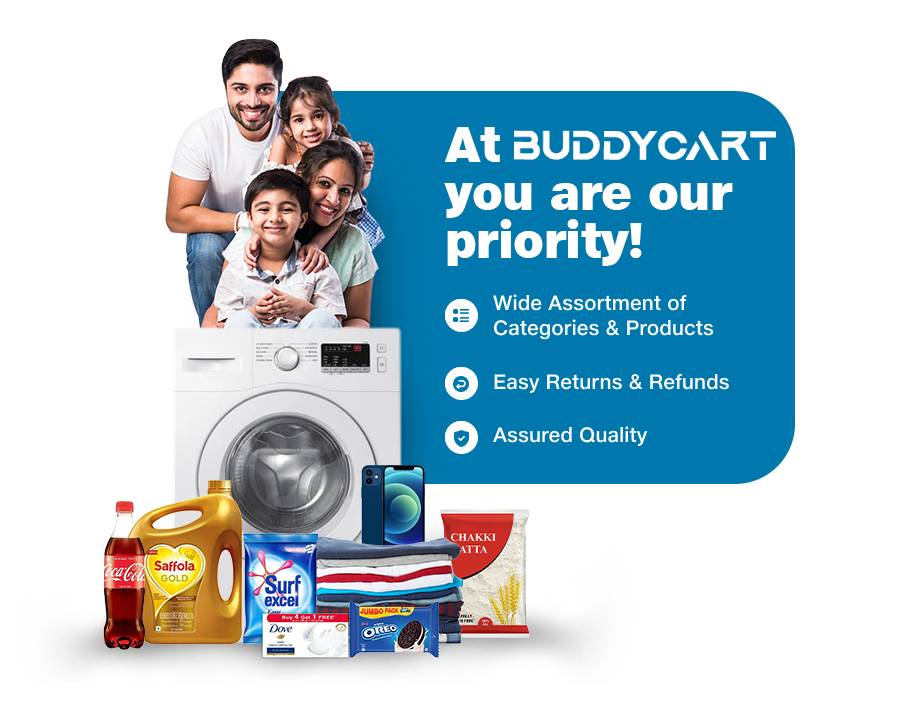 At BUDDYCART
you are our
priority!
Wide Assortment of
Categories & Products
Easy Returns & Refunds
Assured Quality
Coca-Cola
Saffola
GOLD
Surf
excel
Easy
Buy 4 Get 1 FREE*
Dove
JUMBO PACK
OREO
CHAKKI
ATTA